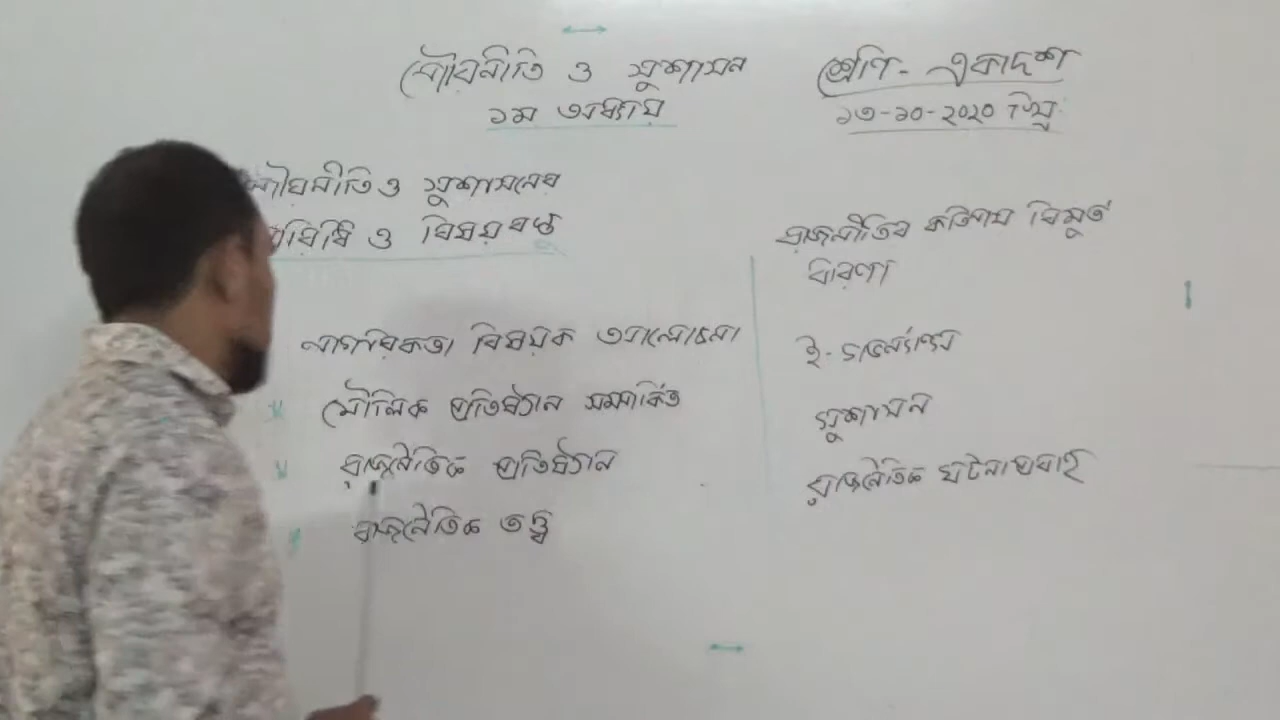 পৌরনীতি ও সুশাসন
১ম অধ্যায়
শ্রেণি - একাদশ
১৩-১০-২০২০ খ্রিঃ
পৌরনীতি ও সুশাসনের
পরিধি ও বিষয়বস্তু
নাগরিকতা বিষয়ক আলোচনা
মৌলিক প্রতিষ্ঠান সম্পর্কিত
রাজনৈতিক প্রতিষ্ঠান
রাজনৈতিক তত্ত্ব
রাজনীতির কতিপয় বিমূর্ত
ধারণা
ই-গভর্ন্যান্স
সুশাসন
রাজনৈতিক ঘটনাপ্রবাহ